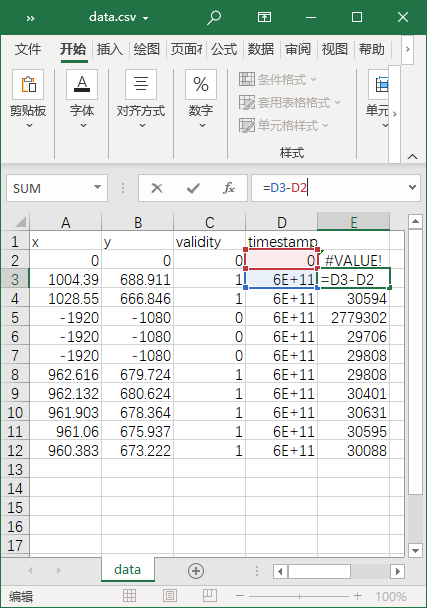 » data.csv
文件 开始 插入 绘图 页面布 公式 数据 审阅 视图 帮助
剪贴板 字体 对齐方式 % 数字 条件格式 套用表格格式 单元格样式 样式 单元
SUM =D3-D2
A B C D E
1 x y validity timestamp
2 0 0 0 0 #VALUE!
3 1004.39 688.911 1 6E+11 =D3-D2
4 1028.55 666.846 1 6E+11 30594
5 -1920 -1080 0 6E+11 2779302
6 -1920 -1080 0 6E+11 29706
7 -1920 -1080 0 6E+11 29808
8 962.616 679.724 1 6E+11 29808
9 962.132 680.624 1 6E+11 30401
10 961.903 678.364 1 6E+11 30631
11 961.06 675.937 1 6E+11 30595
12 960.383 673.222 1 6E+11 30088
13
14
15
16
17
data
编辑 100%